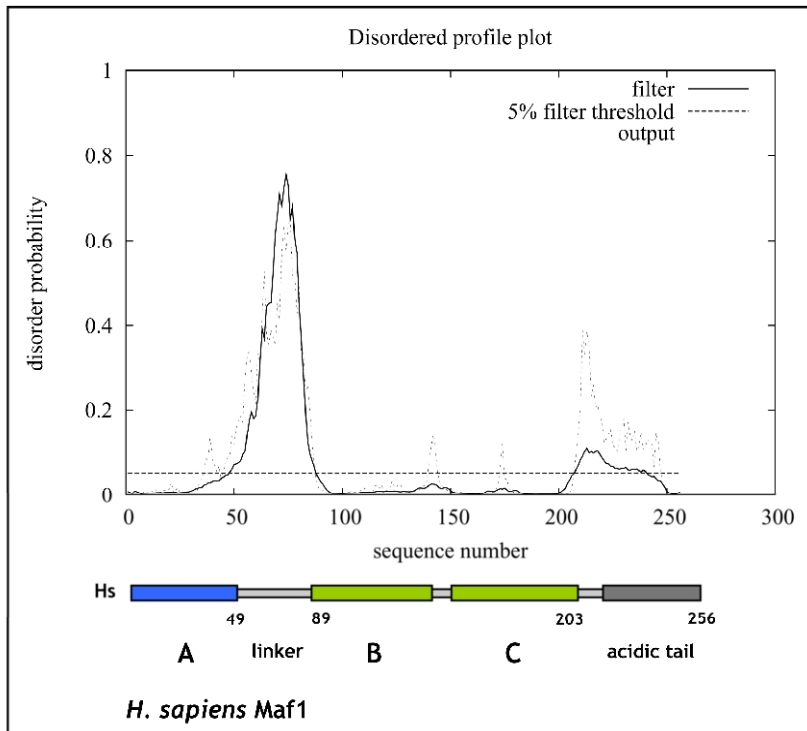 Disordered profile plot
1
0.8
0.6
0.4
0.2
0
disorder probability
filter
5% filter threshold
output
0 50 100 150 200 250 300
sequence number
Hs
49 89 203 256
A linker B C acidic tail
H. sapiens Maf1